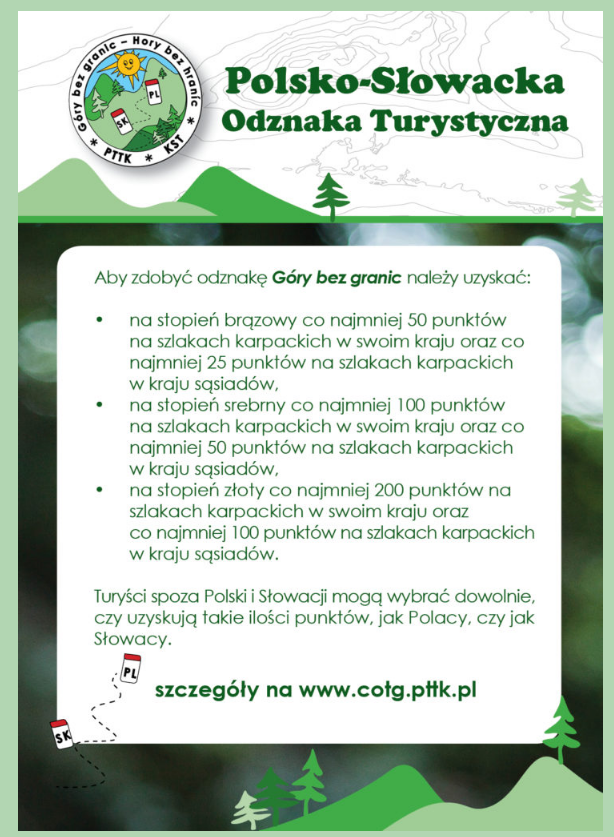 Góry bez granic – Hory bez hraníc
* PTTK * KST *
PL
SK
Polsko-Słowacka
Odznaka Turystyczna
Aby zdobyć odznakę Góry bez granic należy uzyskać:
• na stopień brązowy co najmniej 50 punktów
na szlakach karpackich w swoim kraju oraz co
najmniej 25 punktów na szlakach karpackich
w kraju sąsiadów,
• na stopień srebrny co najmniej 100 punktów
na szlakach karpackich w swoim kraju oraz co
najmniej 50 punktów na szlakach karpackich
w kraju sąsiadów,
• na stopień złoty co najmniej 200 punktów na
szlakach karpackich w swoim kraju oraz
co najmniej 100 punktów na szlakach karpackich
w kraju sąsiadów.
Turyści spoza Polski i Słowacji mogą wybrać dowolnie,
czy uzyskują takie ilości punktów, jak Polacy, czy jak
Słowacy.
PL
szczegóły na www.cotg.pttk.pl
SK